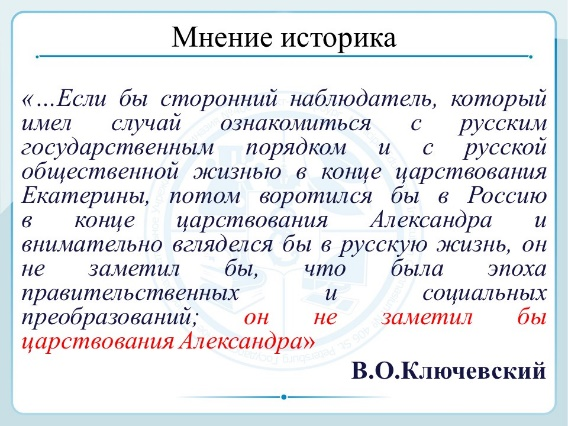 Мнение историка
«…Если бы сторонний наблюдатель, который
имел случай ознакомиться с русским
государственным порядком и с русской
общественной жизнью в конце царствования
Екатерины, потом воротился бы в Россию
в конце царствования Александра и
внимательно вгляделся бы в русскую жизнь, он
не заметил бы, что была эпоха
правительственных и социальных
преобразований; он не заметил бы
царствования Александра»
В.О.Ключевский